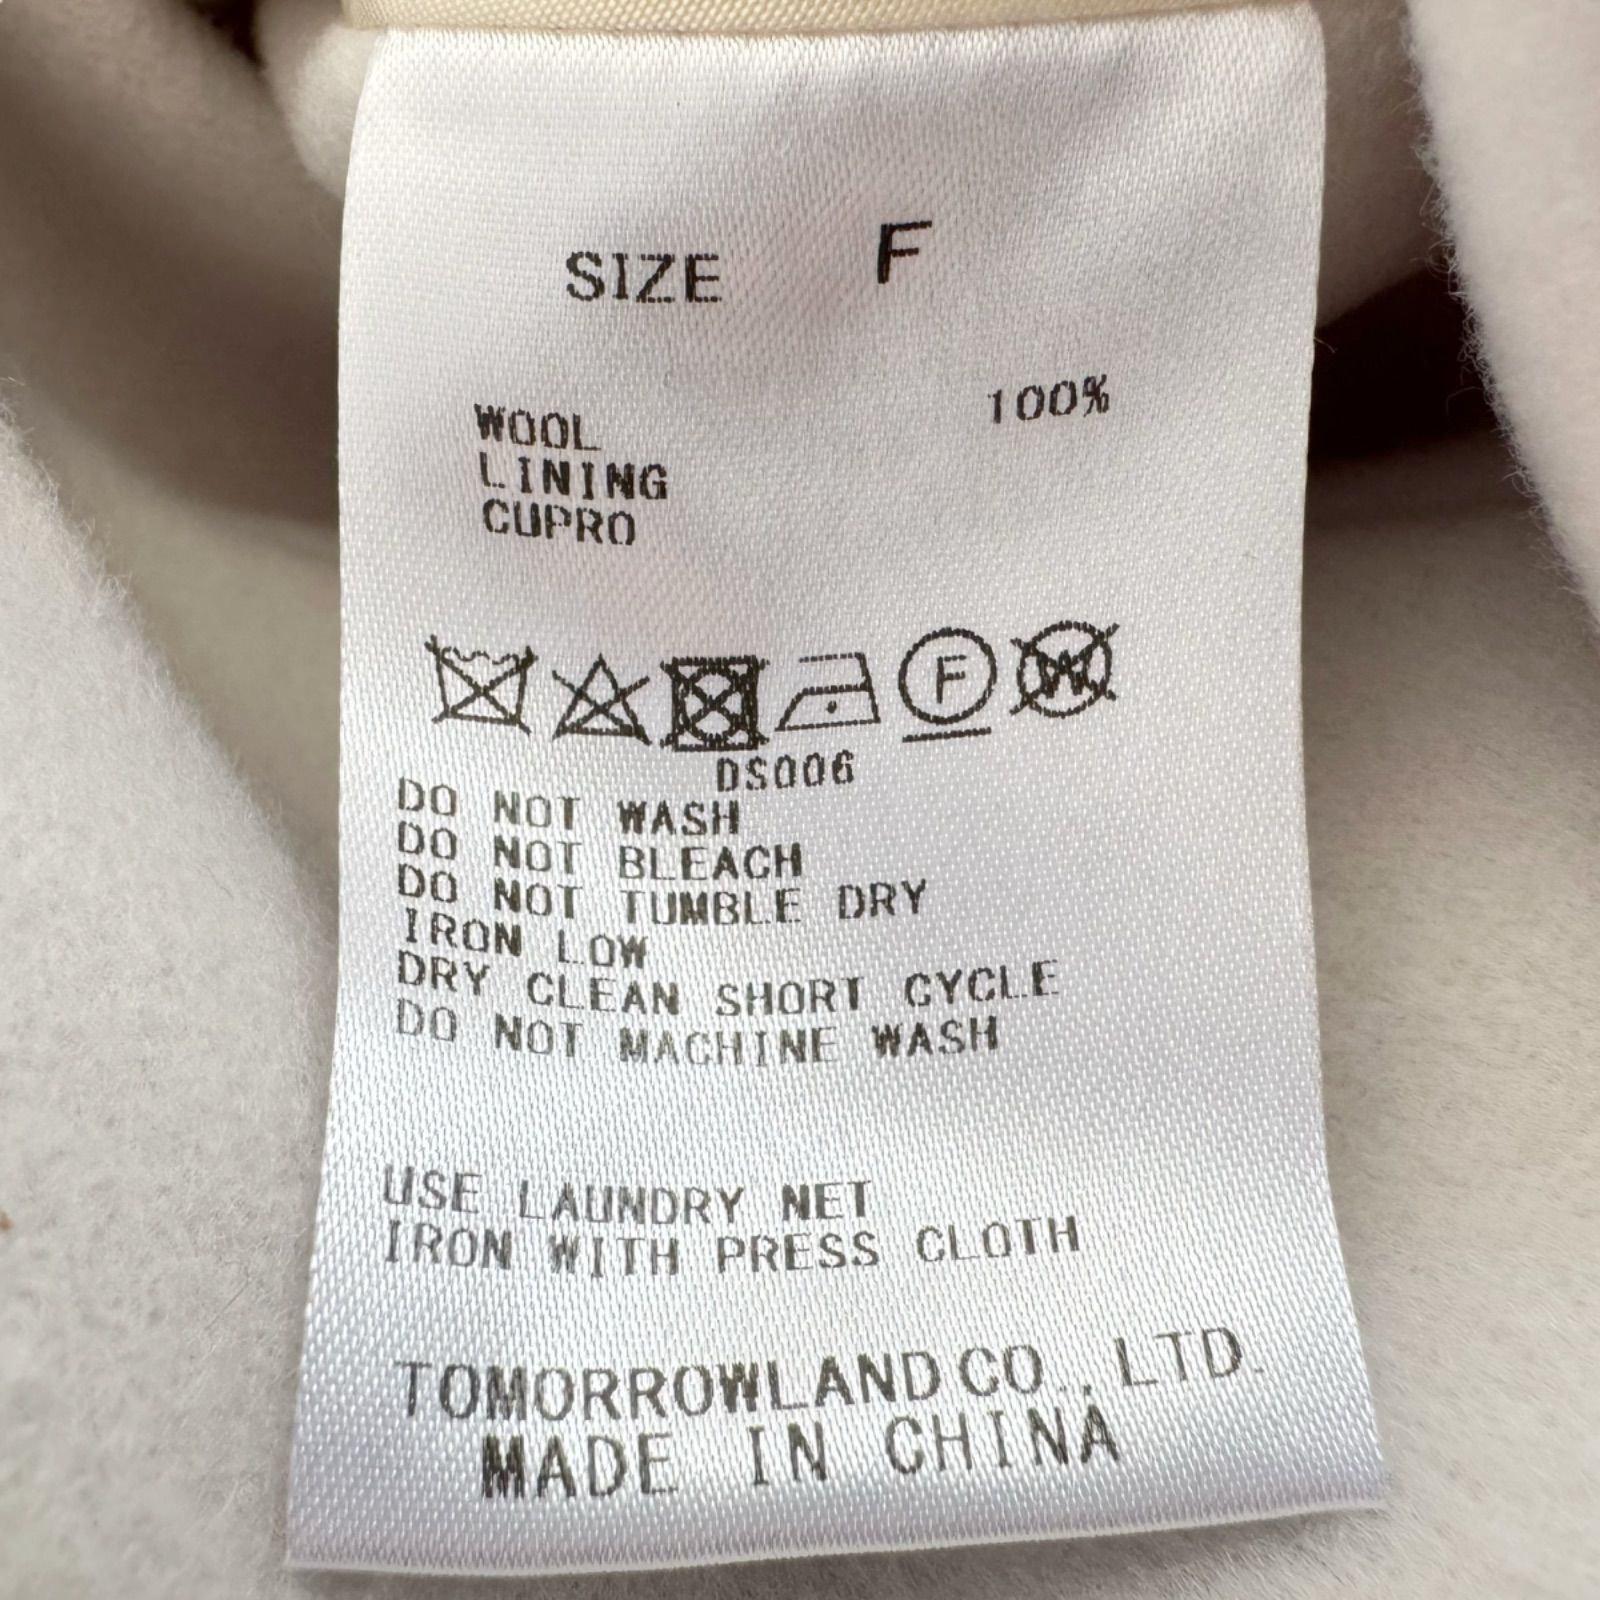 SIZE F
WOOL 100%
LINING
CUPRO
F W
DS006
DO NOT WASH
DO NOT BLEACH
DO NOT TUMBLE DRY
IRON LOW
DRY CLEAN SHORT CYCLE
DO NOT MACHINE WASH
USE LAUNDRY NET
IRON WITH PRESS CLOTH
TOMORROWLAND CO., LTD.
MADE IN CHINA